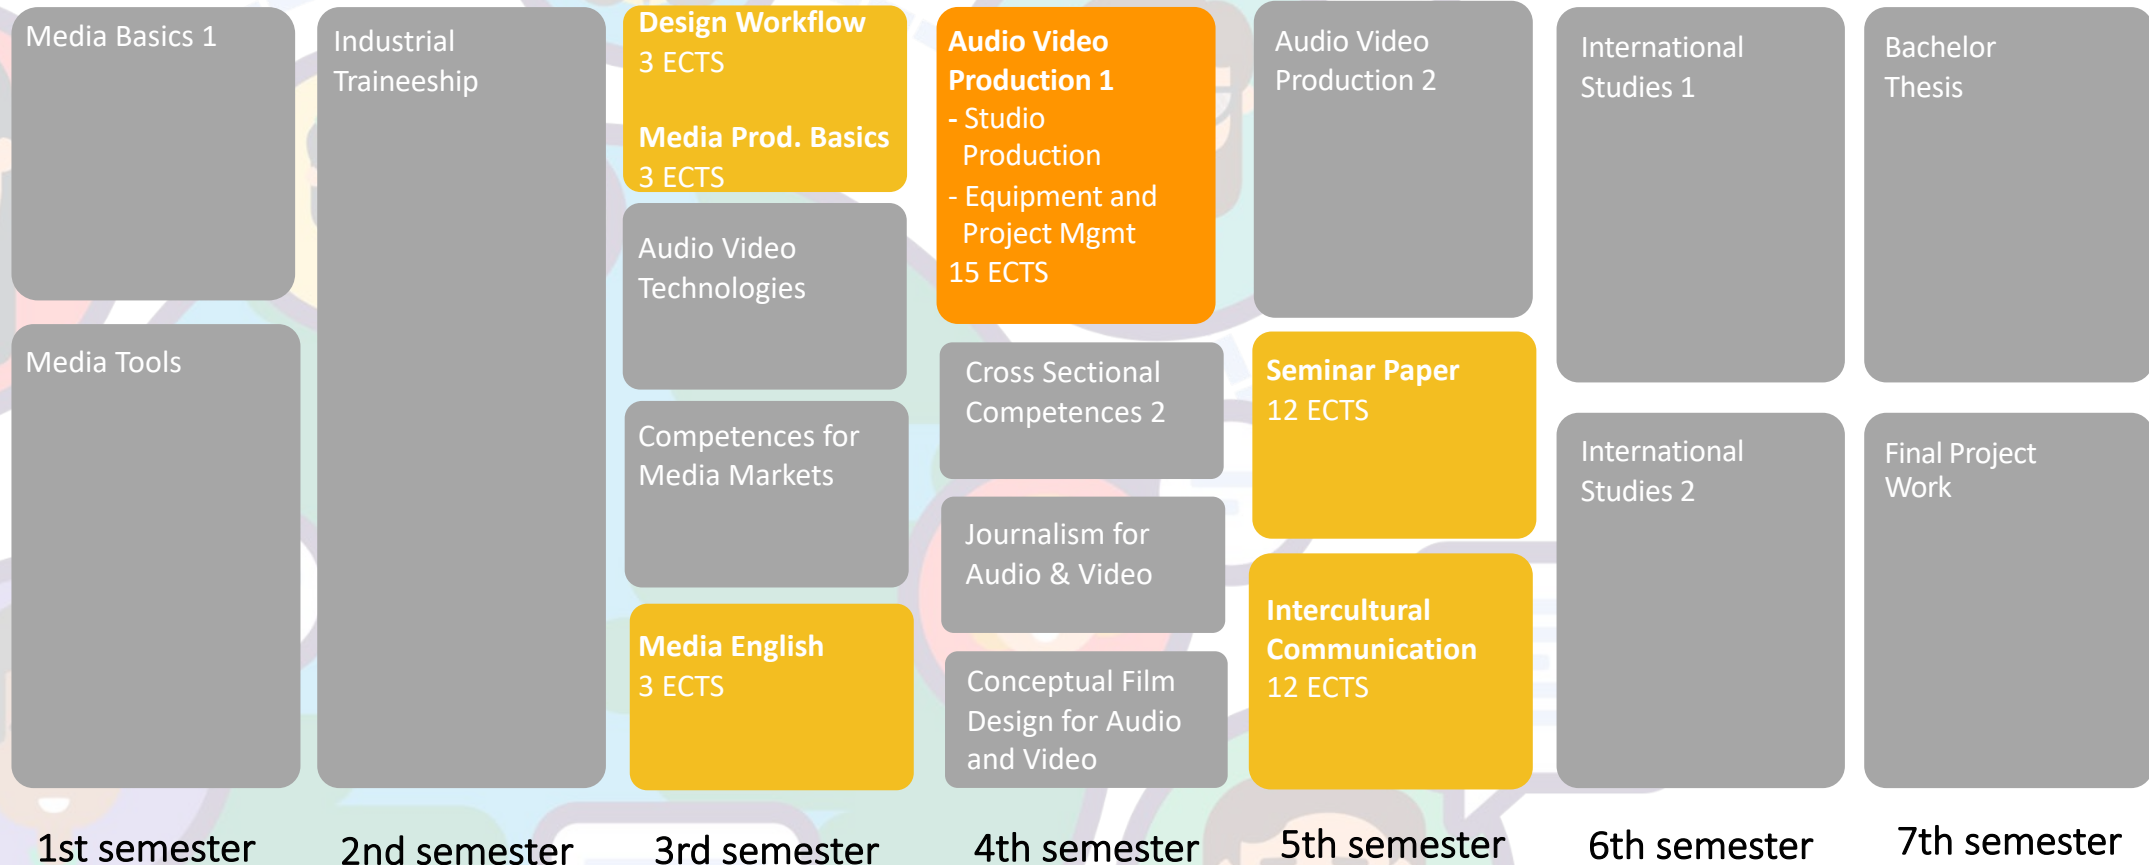 Media Basics 1
Media Tools
Industrial
Traineeship
Design Workflow
3 ECTS
Media Prod. Basics
3 ECTS
Audio Video
Technologies
Competences for
Media Markets
Media English
3 ECTS
Audio Video
Production 1
- Studio
Production
- Equipment and
Project Mgmt
15 ECTS
Cross Sectional
Competences 2
Journalism for
Audio & Video
Conceptual Film
Design for Audio
and Video
Audio Video
Production 2
Seminar Paper
12 ECTS
Intercultural
Communication
12 ECTS
International
Studies 1
International
Studies 2
Bachelor
Thesis
Final Project
Work
1st semester
2nd semester
3rd semester
4th semester
5th semester
6th semester
7th semester